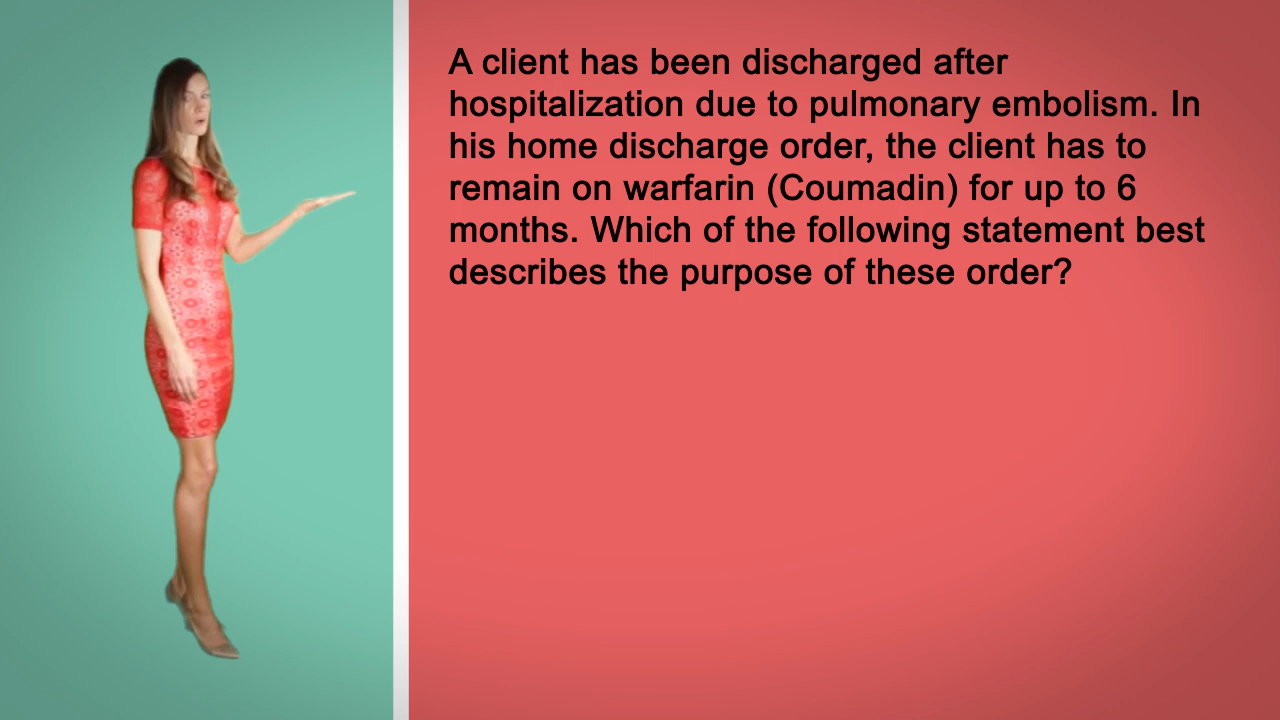 A client has been discharged after
hospitalization due to pulmonary embolism. In
his home discharge order, the client has to
remain on warfarin (Coumadin) for up to 6
months. Which of the following statement best
describes the purpose of these order?